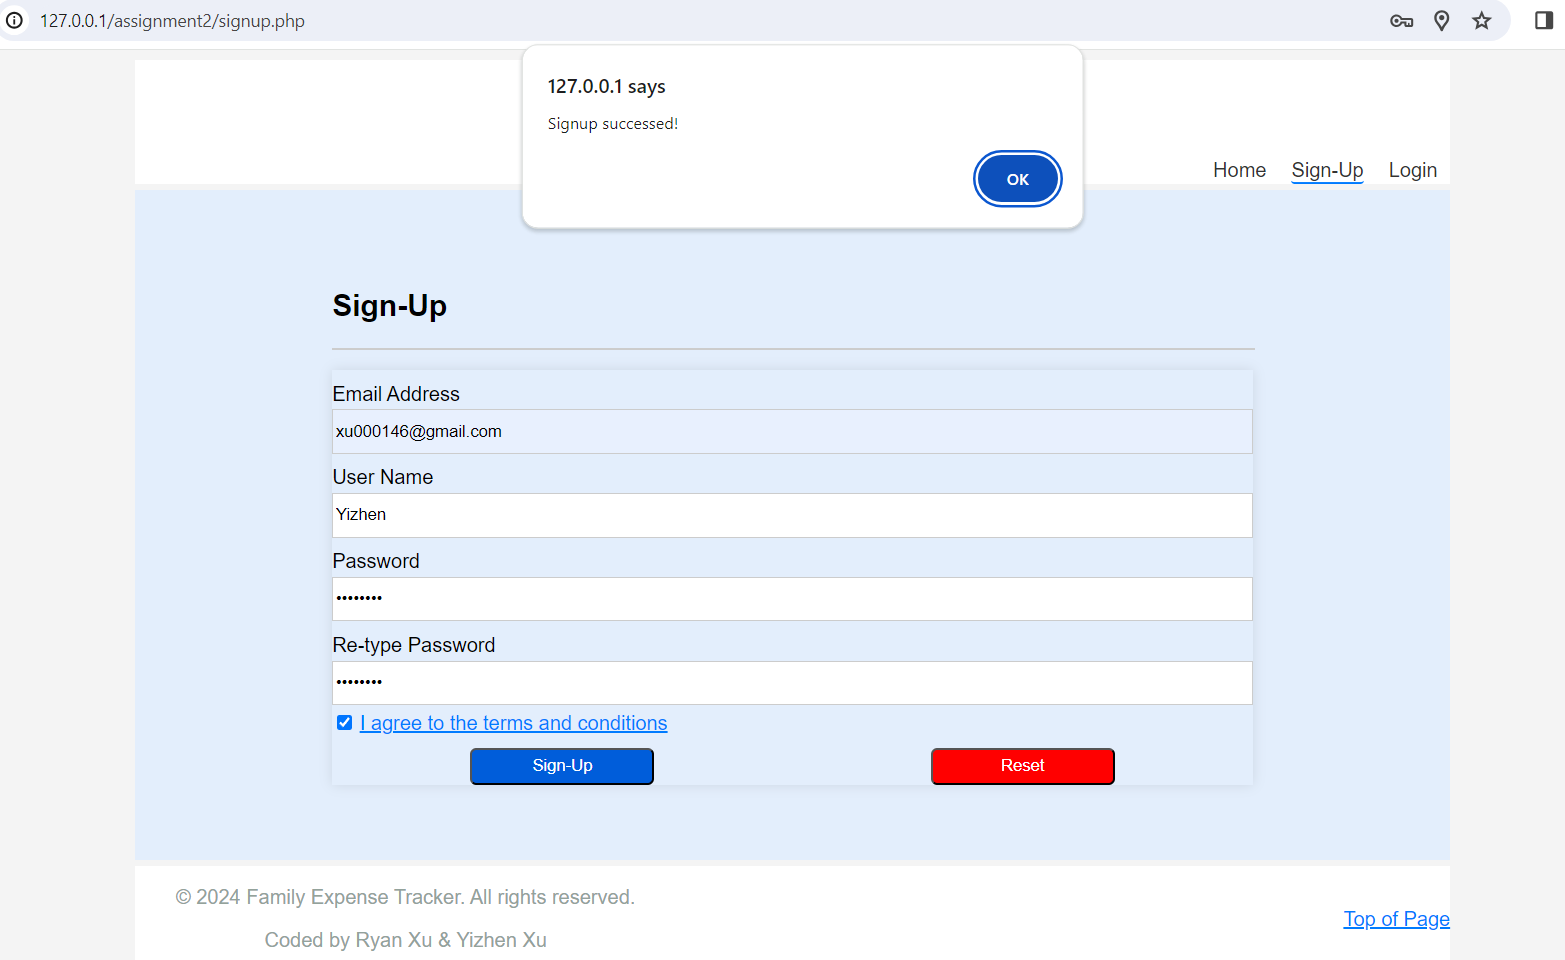 127.0.0.1/assignment2/signup.php
127.0.0.1 says
Signup successed!
OK
Home Sign-Up Login
Sign-Up
Email Address
xu000146@gmail.com
User Name
Yizhen
Password
••••••••
Re-type Password
••••••••
I agree to the terms and conditions
Sign-Up Reset
© 2024 Family Expense Tracker. All rights reserved.
Top of Page
Coded by Ryan Xu & Yizhen Xu